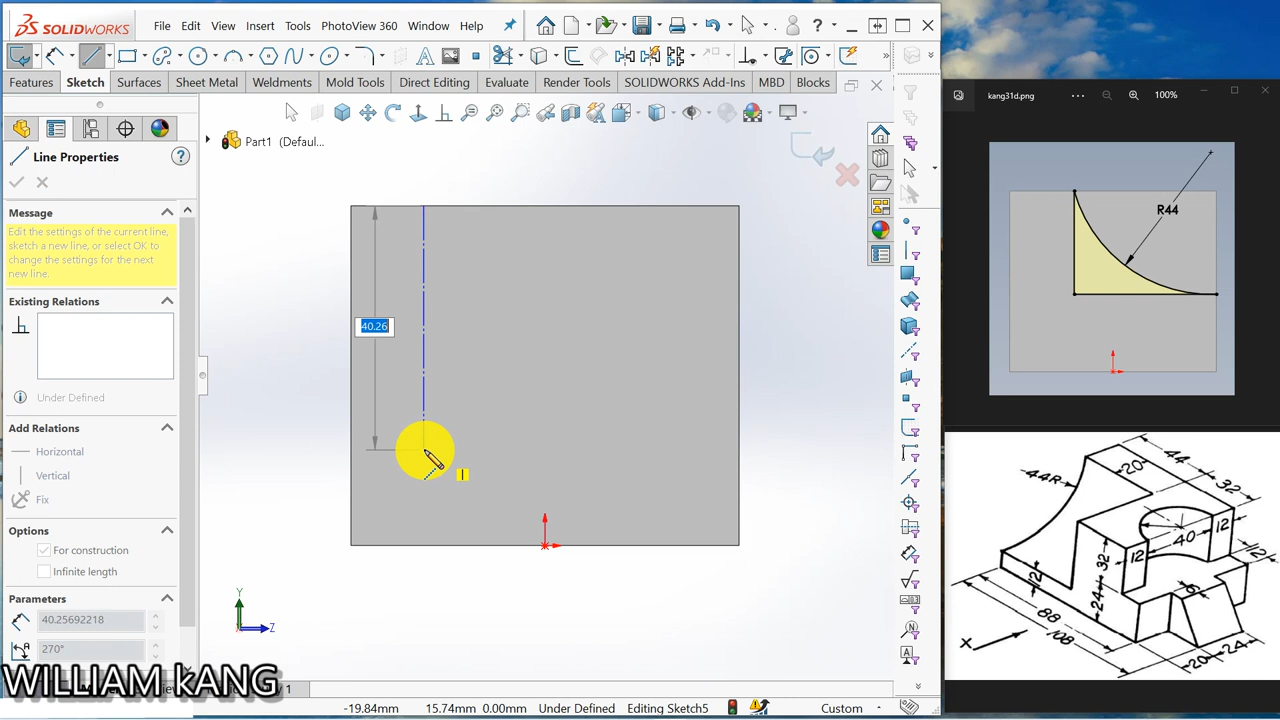 SOLIDWORKS File Edit View Insert Tools PhotoView 360 Window Help
Features Sketch Surfaces Sheet Metal Weldments Mold Tools Direct Editing Evaluate Render Tools SOLIDWORKS Add-Ins MBD Blocks
Part1 (Defaul...
Line Properties
Message
Edit the settings of the current line,
sketch a new line, or select OK to
change the settings for the next
new line.
Existing Relations
Under Defined
Add Relations
Horizontal
Vertical
Fix
Options
For construction
Infinite length
Parameters
40.25692218
270°
40.26
Y
Z
WILLIAM kANG
-19.84mm 15.74mm 0.00mm Under Defined Editing Sketch5 Custom
kang31d.png 100%
R44
20
44
32
44R
12
40
12
12
32
12
24
6
88
108
X
20
24